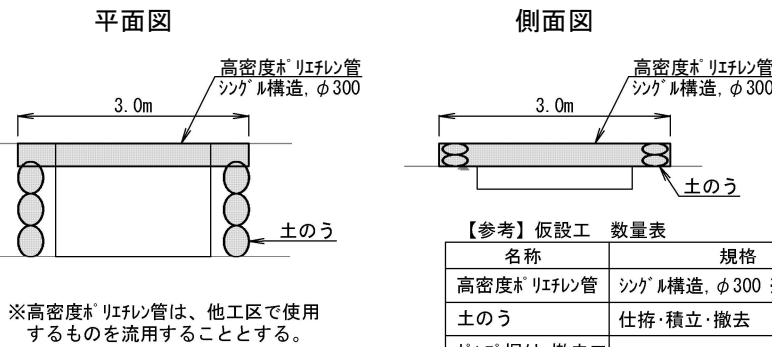 平面図
高密度ﾎﾟﾘｴﾁﾚﾝ管
ｼﾝｸﾞﾙ構造, φ300
3.0m
土のう
※高密度ﾎﾟﾘｴﾁﾚﾝ管は、他工区で使用
するものを流用することとする。
側面図
高密度ﾎﾟﾘｴﾁﾚﾝ管
ｼﾝｸﾞﾙ構造, φ300
3.0m
土のう
【参考】仮設工 数量表
名称 規格
高密度ﾎﾟﾘｴﾁﾚﾝ管 ｼﾝｸﾞﾙ構造, φ300
土のう 仕拵･積立･撤去